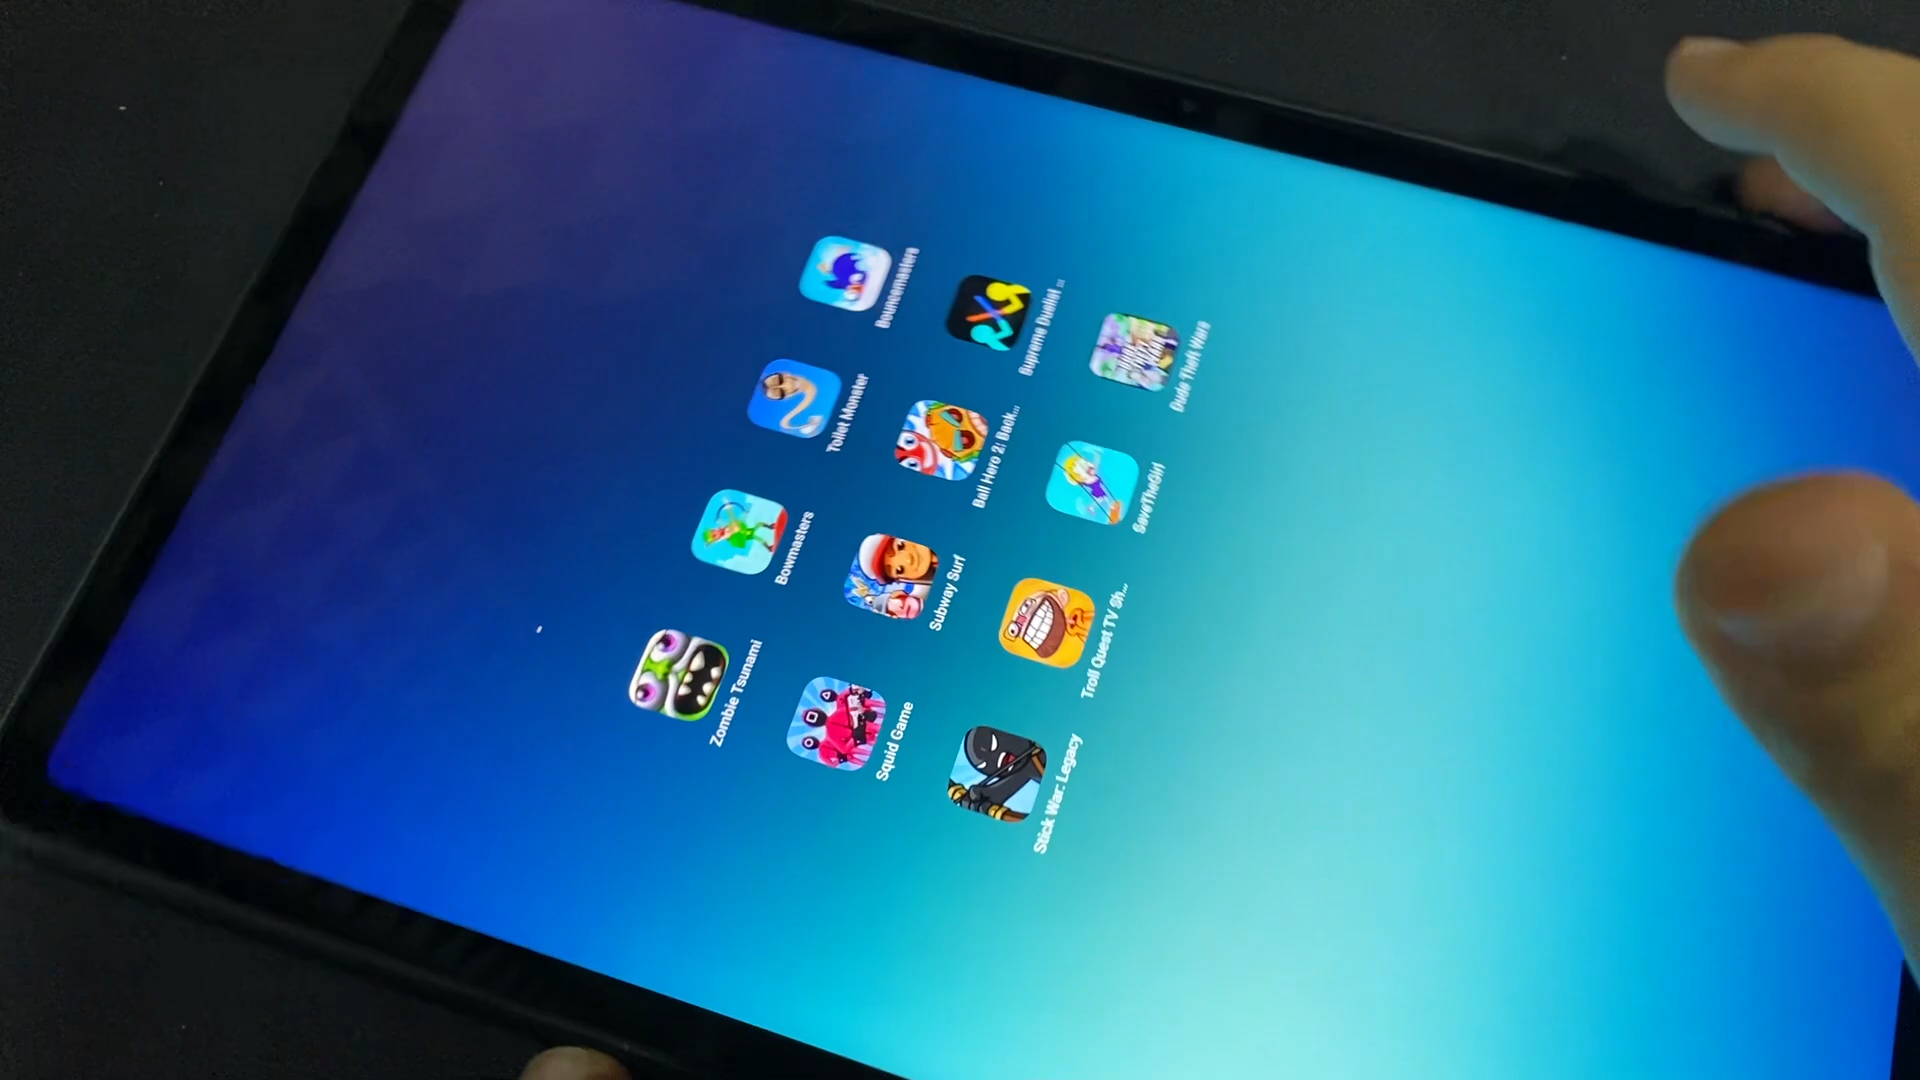 Zombie Tsunami
Bowmasters
Toilet Monster
Bouncemasters
Squid Game
Subway Surf
Ball Hero 2: Back...
Supreme Duelist ...
Stick War: Legacy
Troll Quest TV Sh...
SaveTheGirl
Dude Theft Wars